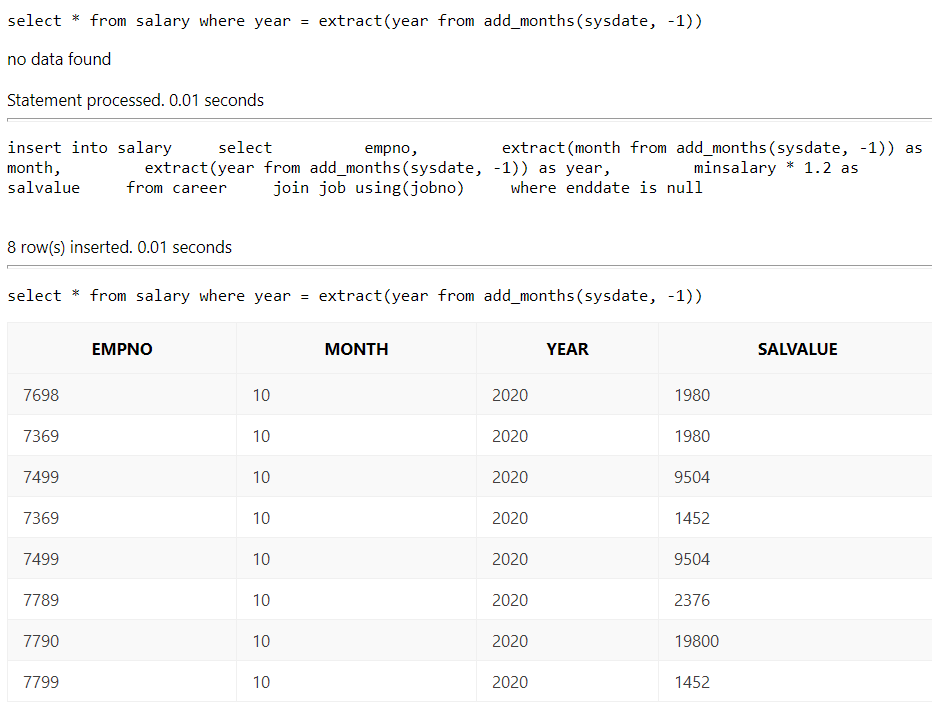 select * from salary where year = extract(year from add_months(sysdate, -1))
no data found
Statement processed. 0.01 seconds
insert into salary     select          empno,         extract(month from add_months(sysdate, -1)) as
month,         extract(year from add_months(sysdate, -1)) as year,         minsalary * 1.2 as
salvalue     from career     join job using(jobno)     where enddate is null
8 row(s) inserted. 0.01 seconds
select * from salary where year = extract(year from add_months(sysdate, -1))
EMPNO MONTH YEAR SALVALUE
7698 10 2020 1980
7369 10 2020 1980
7499 10 2020 9504
7369 10 2020 1452
7499 10 2020 9504
7789 10 2020 2376
7790 10 2020 19800
7799 10 2020 1452